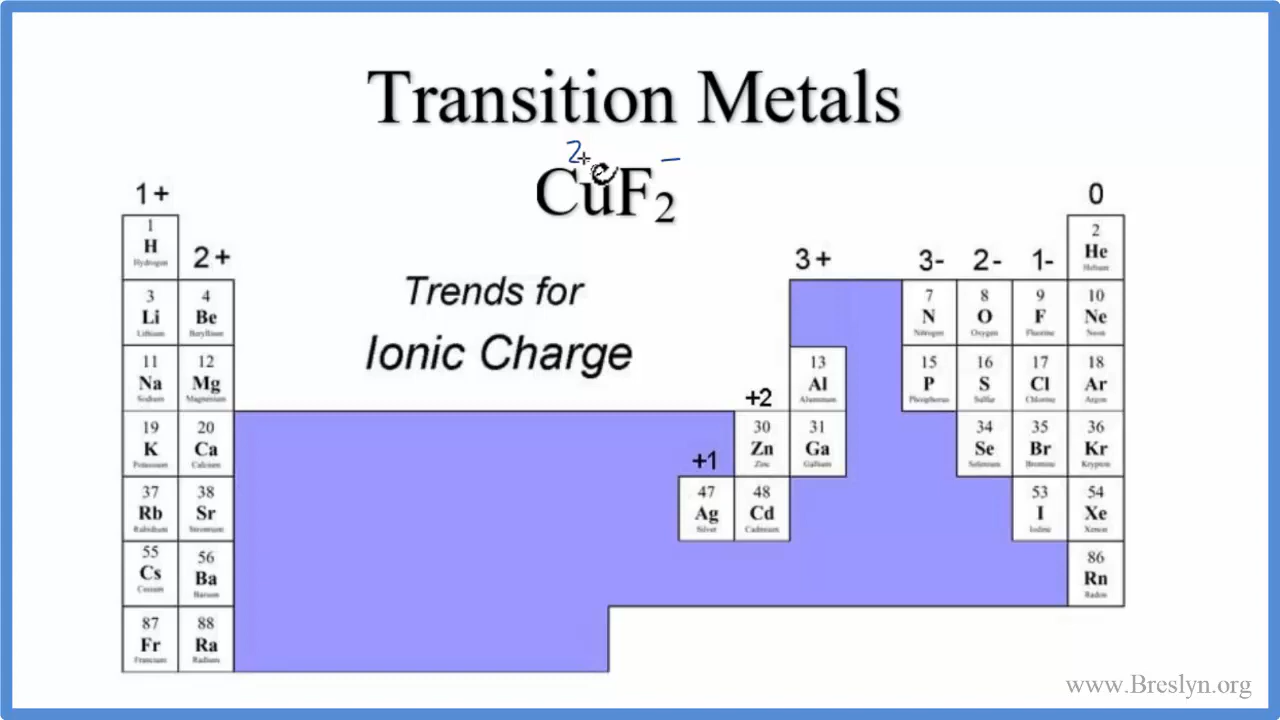 Transition Metals
2+ −
CuF₂
1+ 0
1 2
H He
Hydrogen Helium
2+ 3+ 3- 2- 1-
Trends for
Ionic Charge
3 4 7 8 9 10
Li Be N O F Ne
Lithium Beryllium Nitrogen Oxygen Fluorine Neon
11 12 13 15 16 17 18
Na Mg Al P S Cl Ar
Sodium Magnesium Aluminum Phosphorus Sulfur Chlorine Argon
+2
19 20 30 31 34 35 36
K Ca Zn Ga Se Br Kr
Potassium Calcium Zinc Gallium Selenium Bromine Krypton
+1
37 38 47 48 53 54
Rb Sr Ag Cd I Xe
Rubidium Strontium Silver Cadmium Iodine Xenon
55 56 86
Cs Ba Rn
Cesium Barium Radon
87 88
Fr Ra
Francium Radium
www.Breslyn.org